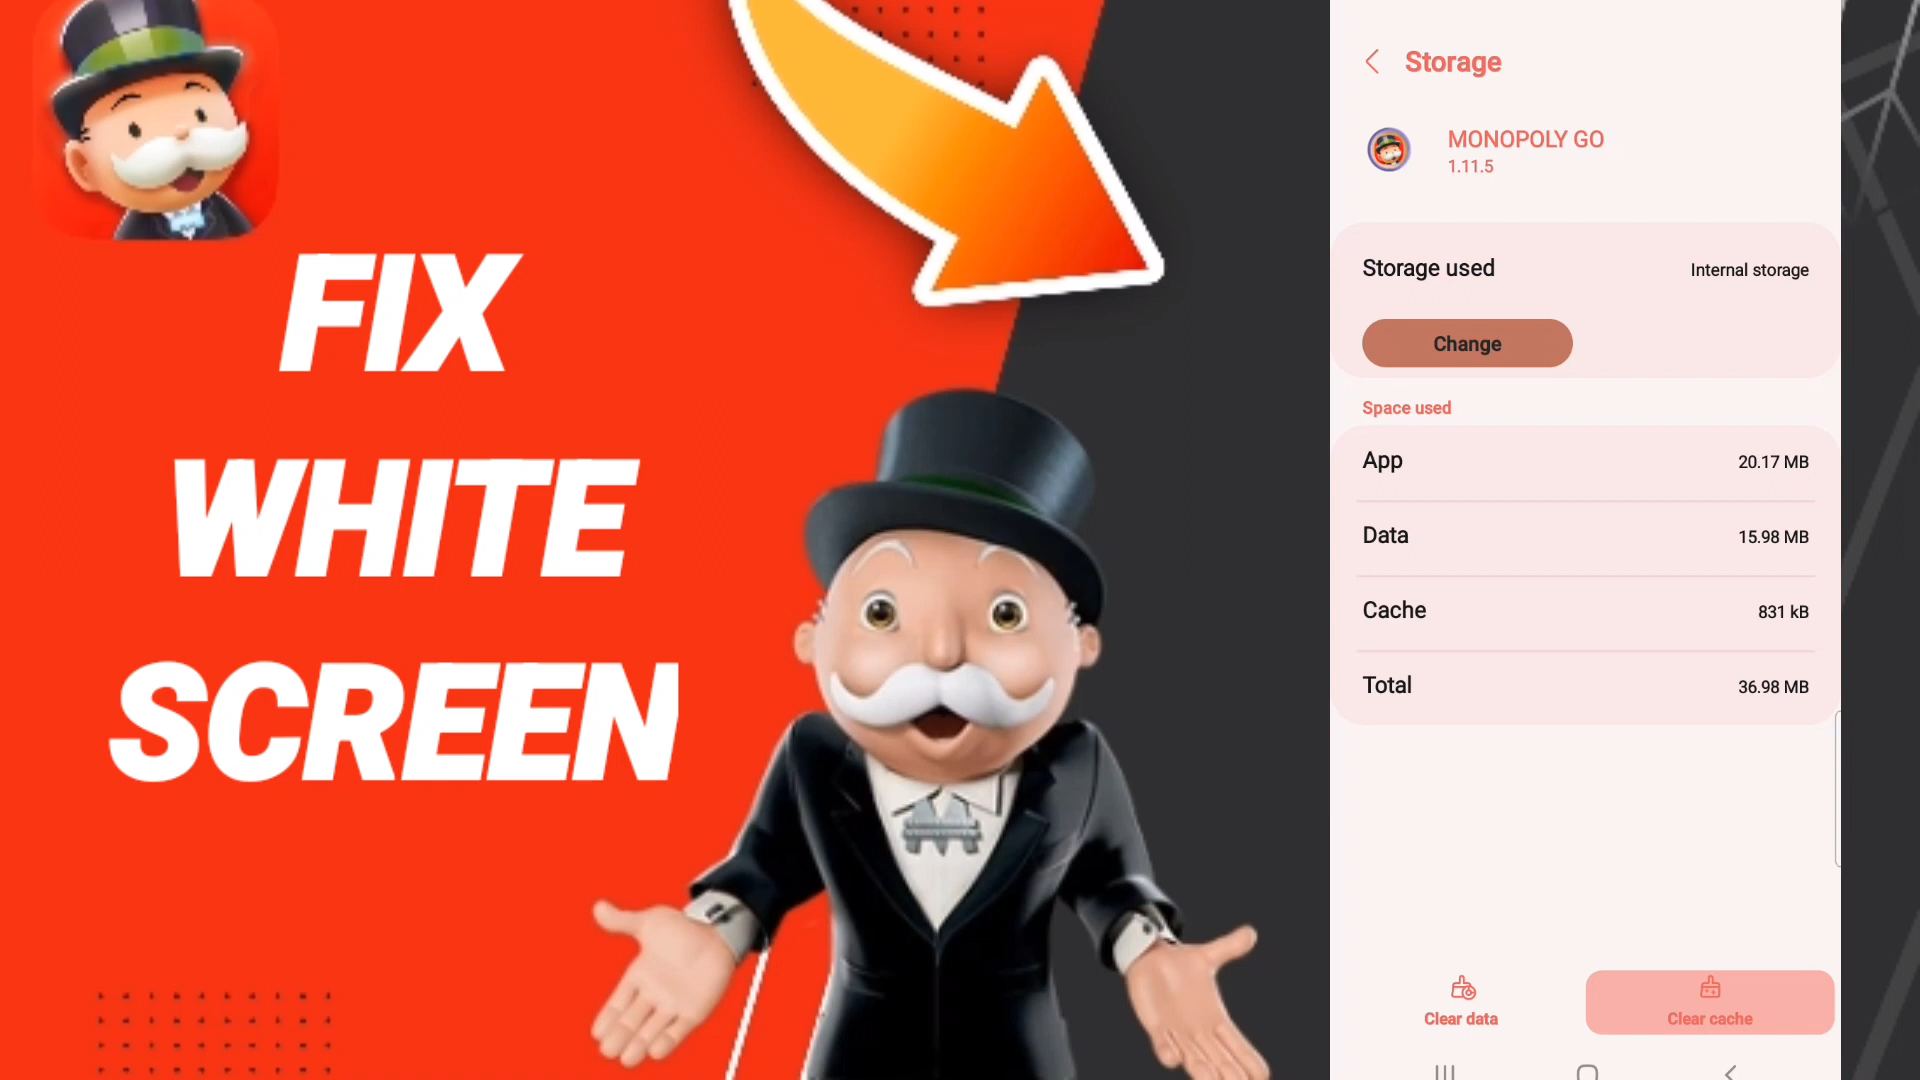 FIX
WHITE
SCREEN
Storage
MONOPOLY GO
1.11.5
Storage used
Internal storage
Change
Space used
App
20.17 MB
Data
15.98 MB
Cache
831 kB
Total
36.98 MB
Clear data
Clear cache